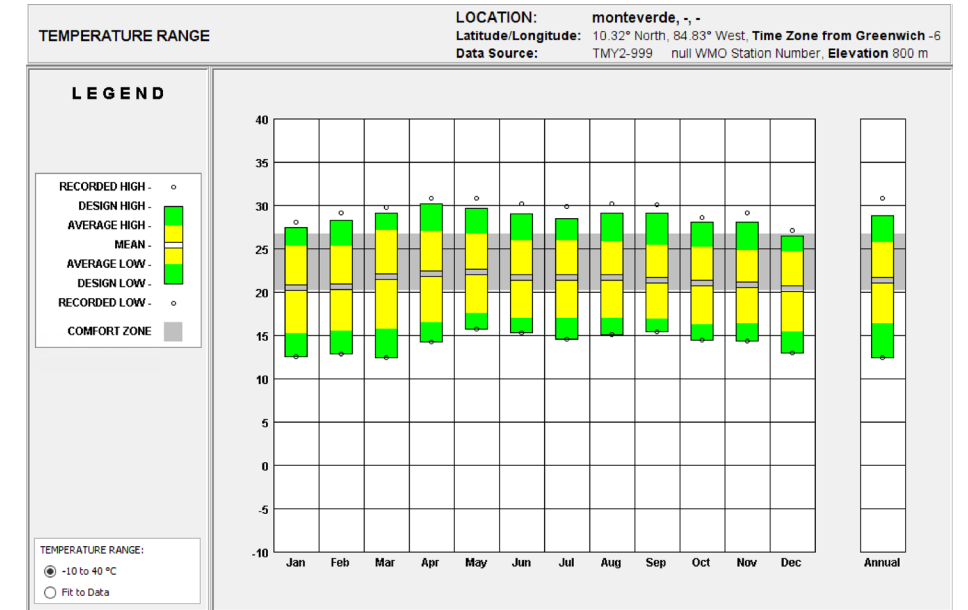 TEMPERATURE RANGE
LOCATION: monteverde, -, -
Latitude/Longitude: 10.32° North, 84.83° West, Time Zone from Greenwich -6
Data Source: TMY2-999 null WMO Station Number, Elevation 800 m
LEGEND
RECORDED HIGH -
DESIGN HIGH -
AVERAGE HIGH -
MEAN -
AVERAGE LOW -
DESIGN LOW -
RECORDED LOW -
COMFORT ZONE
TEMPERATURE RANGE:
-10 to 40 °C
Fit to Data
40
35
30
25
20
15
10
5
0
-5
-10
Jan Feb Mar Apr May Jun Jul Aug Sep Oct Nov Dec Annual